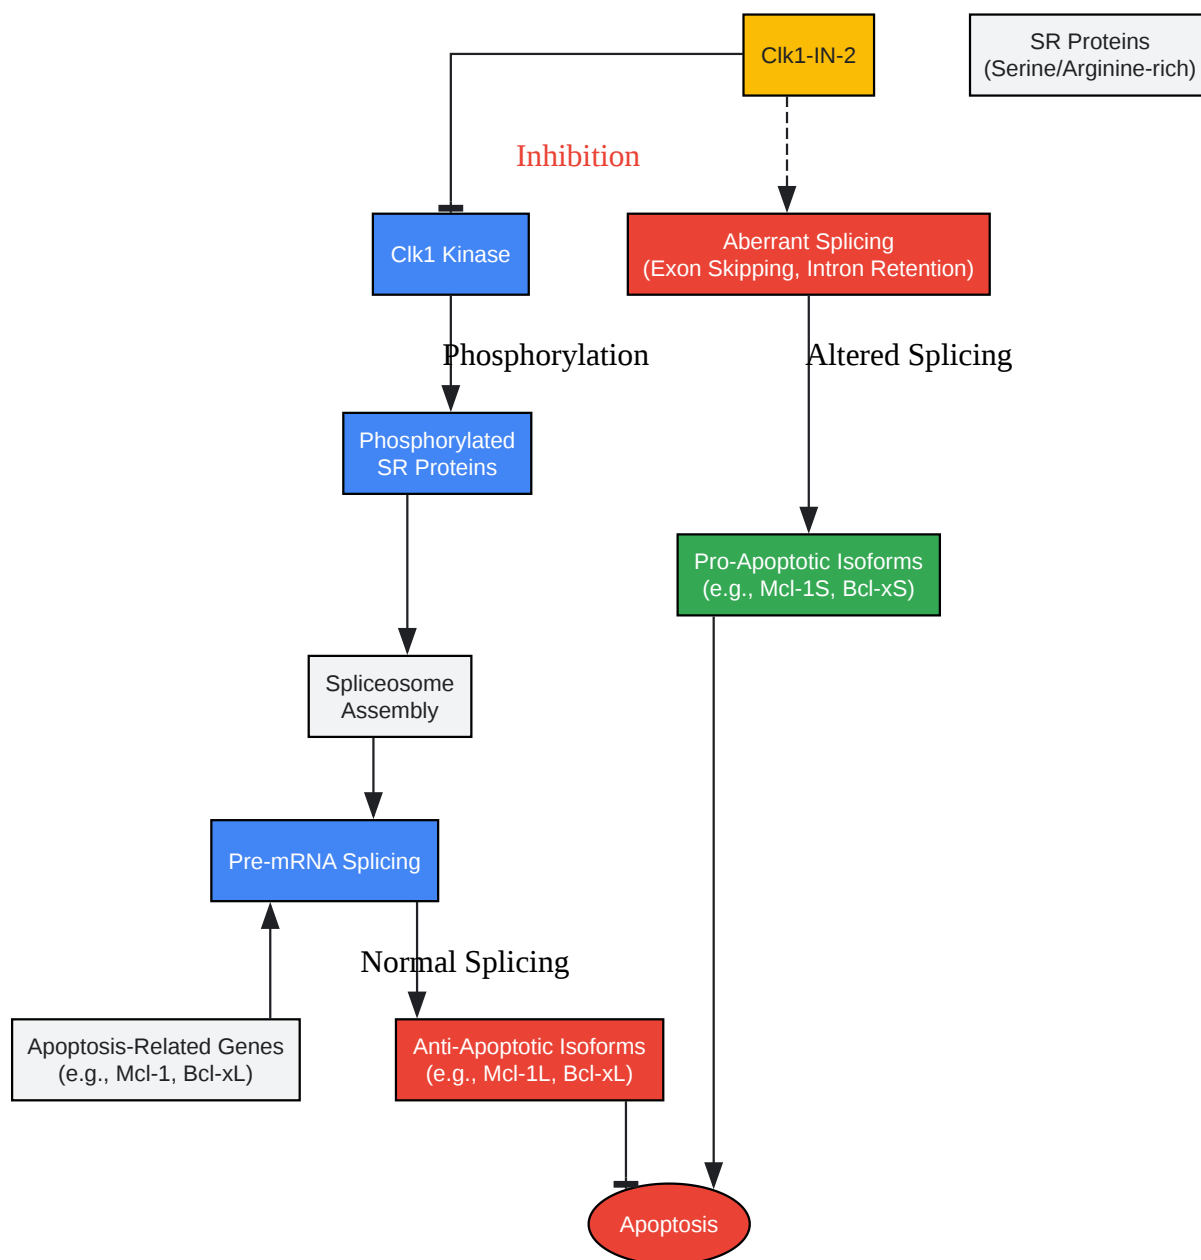 Clk1-IN-2
SR Proteins
(Serine/Arginine-rich)
Inhibition
Clk1 Kinase
Aberrant Splicing
(Exon Skipping, Intron Retention)
Phosphorylation
Altered Splicing
Phosphorylated
SR Proteins
Pro-Apoptotic Isoforms
(e.g., Mcl-1S, Bcl-xS)
Spliceosome
Assembly
Pre-mRNA Splicing
Normal Splicing
Apoptosis-Related Genes
(e.g., Mcl-1, Bcl-xL)
Anti-Apoptotic Isoforms
(e.g., Mcl-1L, Bcl-xL)
Apoptosis